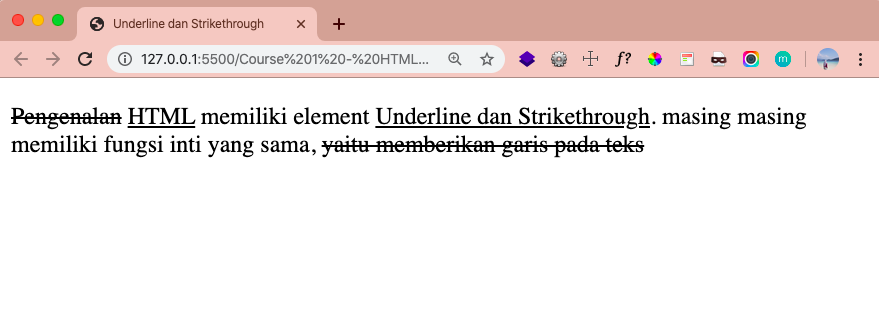 Underline dan Strikethrough
127.0.0.1:5500/Course%201%20-%20HTML...
f?
m
Pengenalan HTML memiliki element Underline dan Strikethrough. masing masing
memiliki fungsi inti yang sama, yaitu memberikan garis pada teks